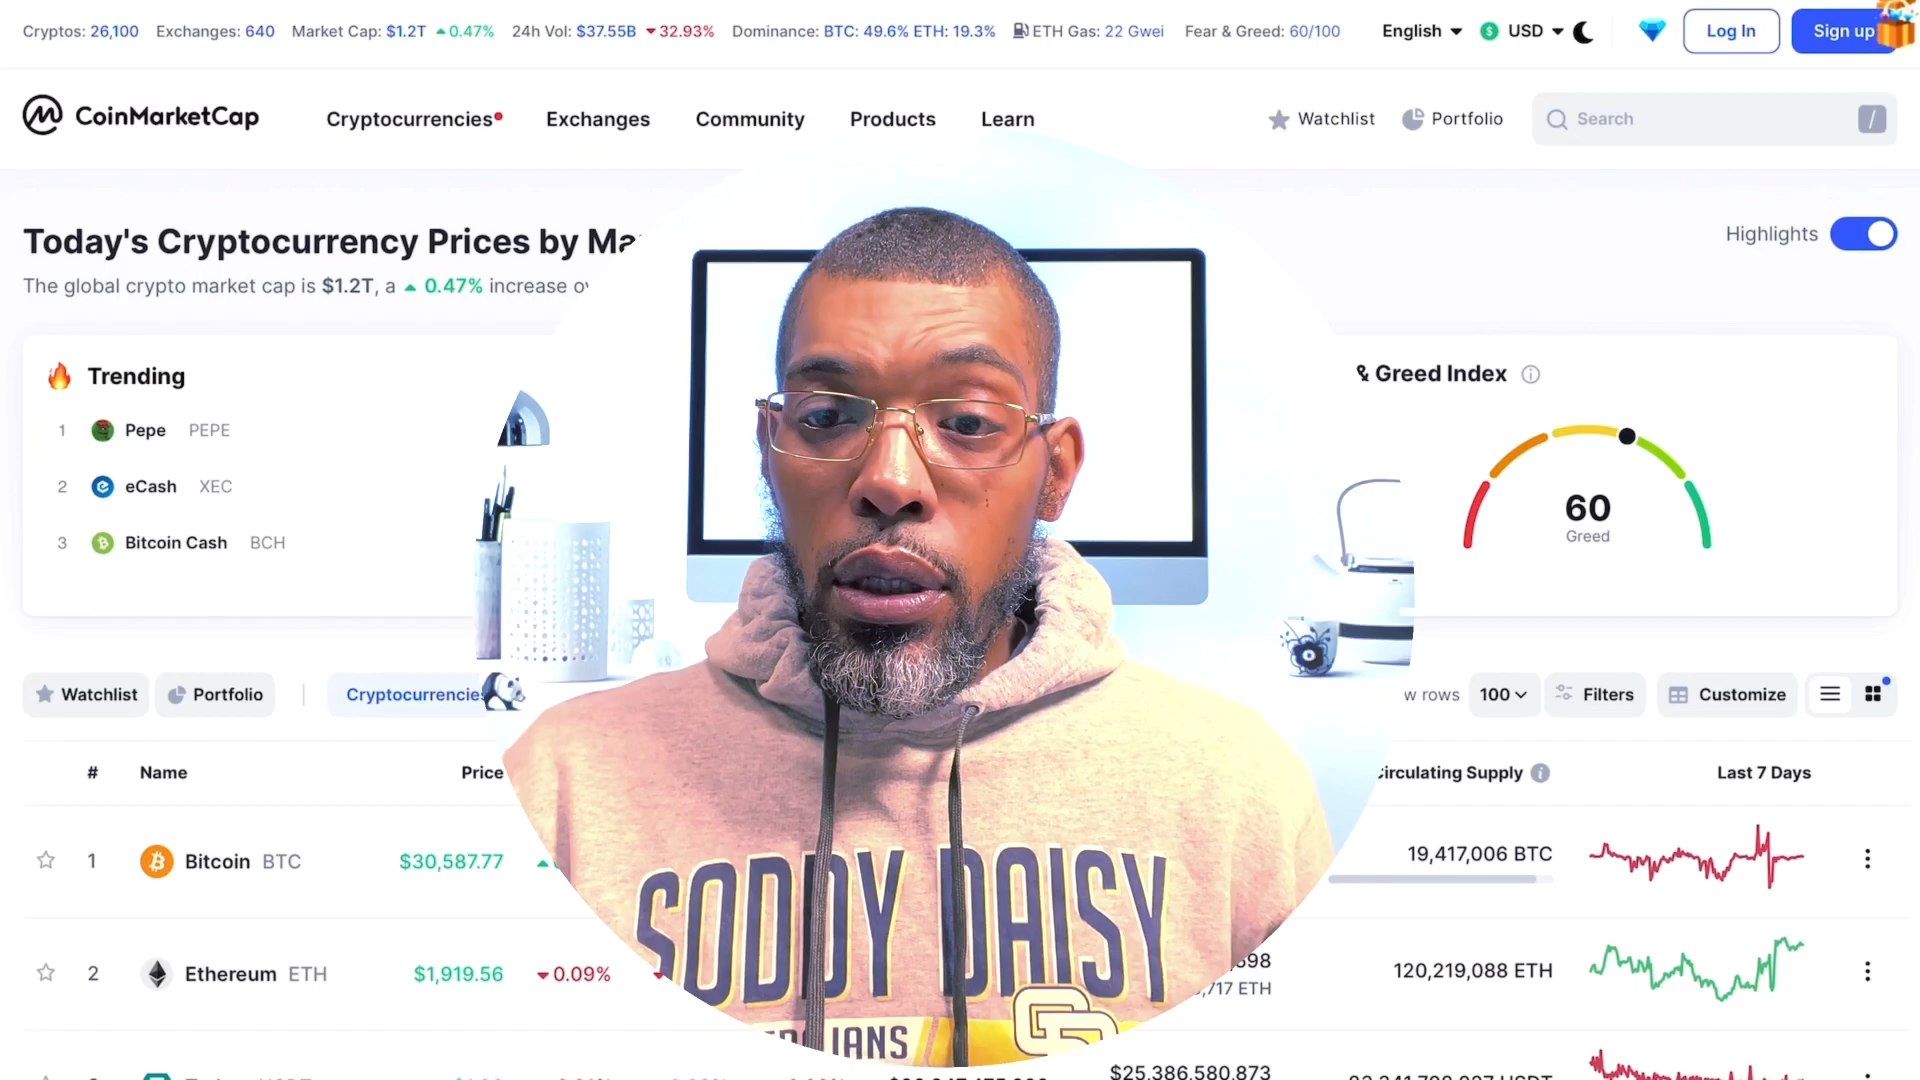 Cryptos: 26,100 Exchanges: 640 Market Cap: $1.2T 0.47% 24h Vol: $37.55B 32.93% Dominance: BTC: 49.6% ETH: 19.3% ETH Gas: 22 Gwei Fear & Greed: 60/100 English USD Log In Sign up
CoinMarketCap Cryptocurrencies Exchanges Community Products Learn Watchlist Portfolio Search /
Today's Cryptocurrency Prices by Ma
Highlights
The global crypto market cap is $1.2T, a 0.47% increase
Trending
& Greed Index
1 Pepe PEPE
2 eCash XEC
3 Bitcoin Cash BCH
60
Greed
Watchlist Portfolio Cryptocurrencies
w rows 100 Filters Customize
# Name Price Circulating Supply Last 7 Days
1 Bitcoin BTC $30,587.77 19,417,006 BTC
2 Ethereum ETH $1,919.56 0.09% 120,219,088 ETH
,717 ETH
$25,386,580,873
SODDY DAISY
SD